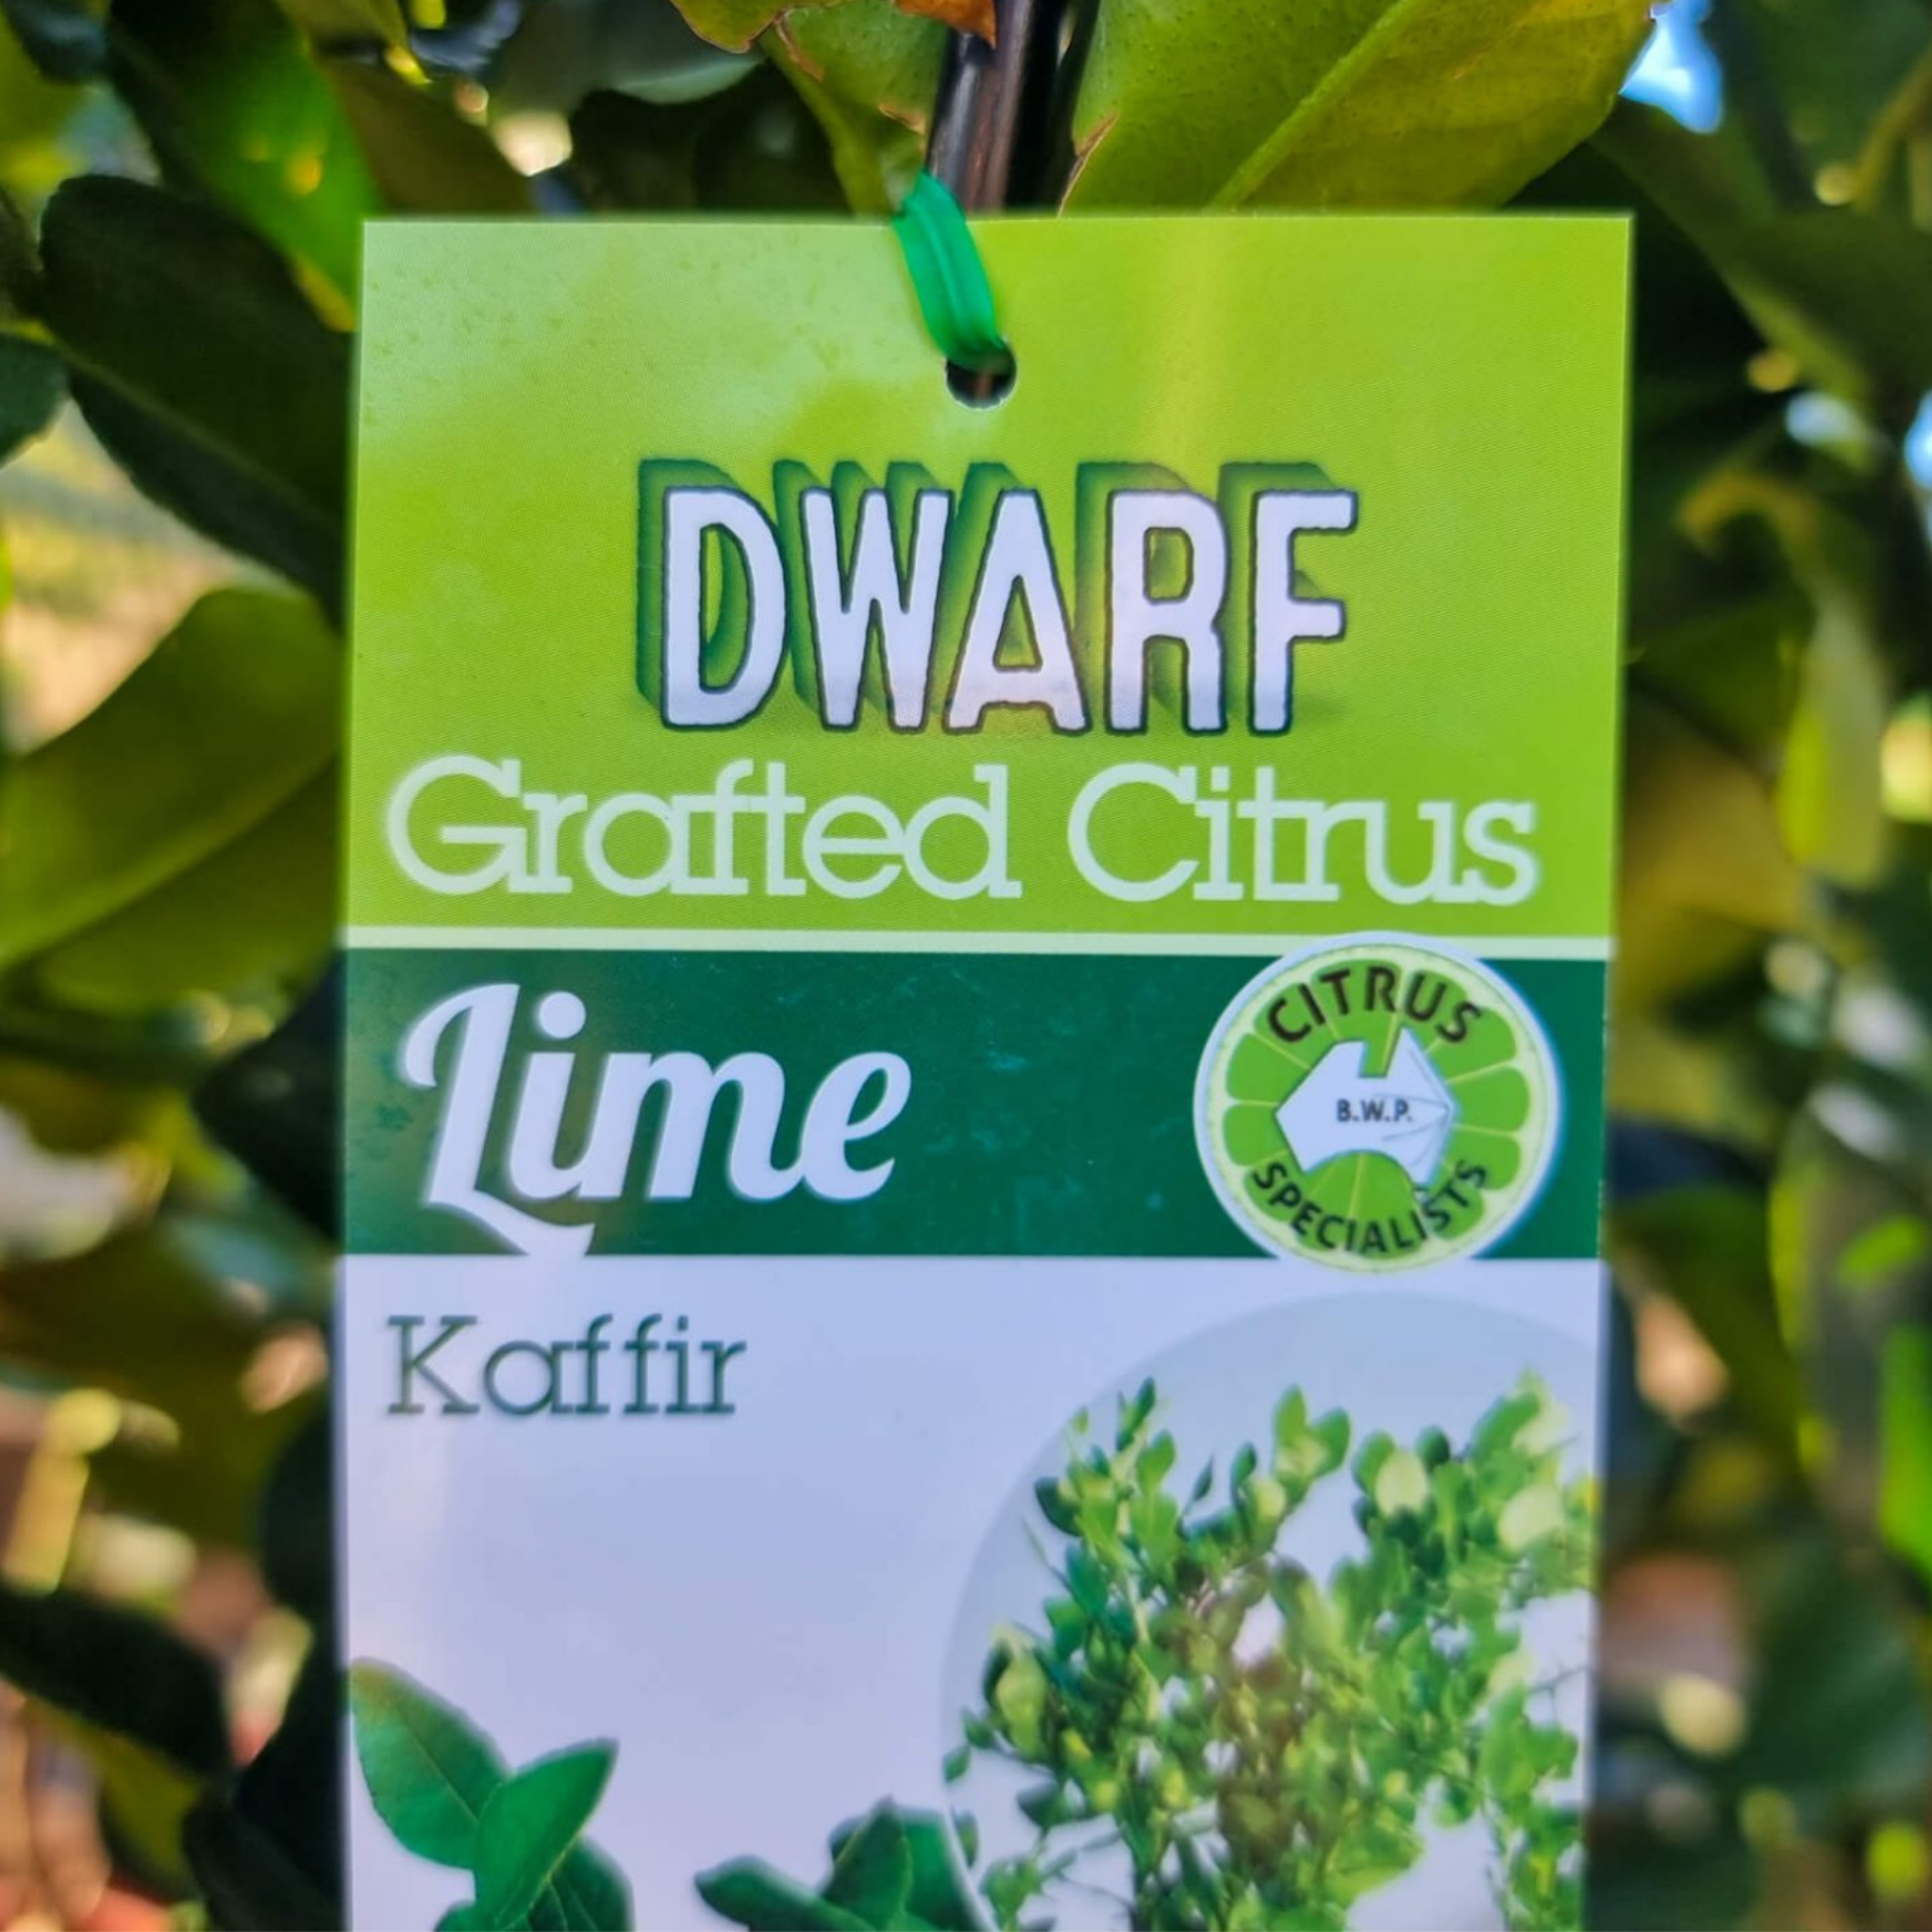 DWARF
Grafted Citrus
Lime
CITRUS
B.W.P.
SPECIALISTS
Kaffir